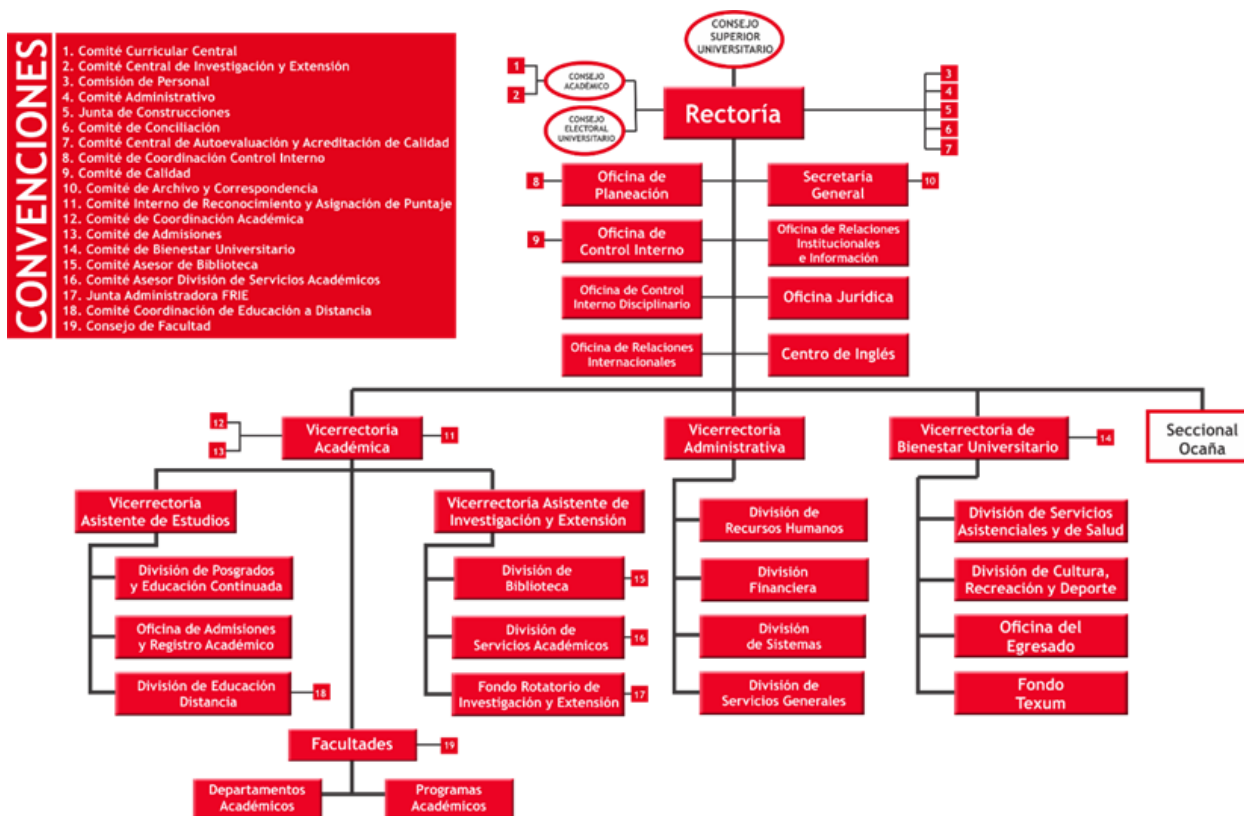 CONVENCIONES
1. Comité Curricular Central
2. Comité Central de Investigación y Extensión
3. Comisión de Personal
4. Comité Administrativo
5. Junta de Construcciones
6. Comité de Conciliación
7. Comité Central de Autoevaluación y Acreditación de Calidad
8. Comité de Coordinación Control Interno
9. Comité de Calidad
10. Comité de Archivo y Correspondencia
11. Comité Interno de Reconocimiento y Asignación de Puntaje
12. Comité de Coordinación Académica
13. Comité de Admisiones
14. Comité de Bienestar Universitario
15. Comité Asesor de Biblioteca
16. Comité Asesor División de Servicios Académicos
17. Junta Administradora FRIE
18. Comité Coordinación de Educación a Distancia
19. Consejo de Facultad
CONSEJO
SUPERIOR
UNIVERSITARIO
1
2
CONSEJO
ACADÉMICO
CONSEJO
ELECTORAL
UNIVERSITARIO
Rectoría
3
4
5
6
7
8
Oficina de
Planeación
Secretaría
General
10
9
Oficina de
Control Interno
Oficina de Relaciones
Institucionales
e Información
Oficina de Control
Interno Disciplinario
Oficina Jurídica
Oficina de Relaciones
Internacionales
Centro de Inglés
12
13
Vicerrectoría
Académica
11
Vicerrectoría
Administrativa
Vicerrectoría de
Bienestar Universitario
14
Seccional
Ocaña
Vicerrectoría
Asistente de Estudios
División de Posgrados
y Educación Continuada
Oficina de Admisiones
y Registro Académico
División de Educación
Distancia
18
Vicerrectoría Asistente de
Investigación y Extensión
División de
Biblioteca
15
División de
Servicios Académicos
16
Fondo Rotatorio de
Investigación y Extensión
17
División de
Recursos Humanos
División
Financiera
División
de Sistemas
División de
Servicios Generales
División de Servicios
Asistenciales y de Salud
División de Cultura,
Recreación y Deporte
Oficina del
Egresado
Fondo
Texum
Facultades
19
Departamentos
Académicos
Programas
Académicos